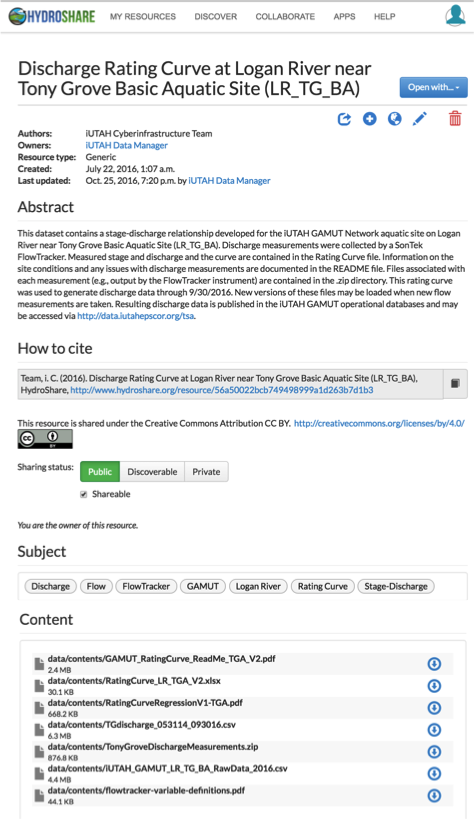 HYDROSHARE MY RESOURCES DISCOVER COLLABORATE APPS HELP
Discharge Rating Curve at Logan River near
Tony Grove Basic Aquatic Site (LR_TG_BA)
Open with...
Authors: iUTAH Cyberinfrastructure Team
Owners: iUTAH Data Manager
Resource type: Generic
Created: July 22, 2016, 1:07 a.m.
Last updated: Oct. 25, 2016, 7:20 p.m. by iUTAH Data Manager
Abstract
This dataset contains a stage-discharge relationship developed for the iUTAH GAMUT Network aquatic site on Logan
River near Tony Grove Basic Aquatic Site (LR_TG_BA). Discharge measurements were collected by a SonTek
FlowTracker. Measured stage and discharge and the curve are contained in the Rating Curve file. Information on the
site conditions and any issues with discharge measurements are documented in the README file. Files associated with
each measurement (e.g., output by the FlowTracker instrument) are contained in the .zip directory. This rating curve
was used to generate discharge data through 9/30/2016. New versions of these files may be loaded when new flow
measurements are taken. Resulting discharge data is published in the iUTAH GAMUT operational databases and may
be accessed via http://data.iutahepscor.org/tsa.
How to cite
Team, i. C. (2016). Discharge Rating Curve at Logan River near Tony Grove Basic Aquatic Site (LR_TG_BA),
HydroShare, http://www.hydroshare.org/resource/56a50022bcb749498999a1d263b7d1b3
This resource is shared under the Creative Commons Attribution CC BY. http://creativecommons.org/licenses/by/4.0/
cc BY
Sharing status: Public Discoverable Private
Shareable
You are the owner of this resource.
Subject
Discharge Flow FlowTracker GAMUT Logan River Rating Curve Stage-Discharge
Content
data/contents/GAMUT_RatingCurve_ReadMe_TGA_V2.pdf
2.4 MB
data/contents/RatingCurve_LR_TGA_V2.xlsx
30.1 KB
data/contents/RatingCurveRegressionV1-TGA.pdf
668.2 KB
data/contents/TGdischarge_053114_093016.csv
6.3 MB
data/contents/TonyGroveDischargeMeasurements.zip
876.8 KB
data/contents/iUTAH_GAMUT_LR_TG_BA_RawData_2016.csv
4.4 MB
data/contents/flowtracker-variable-definitions.pdf
44.1 KB